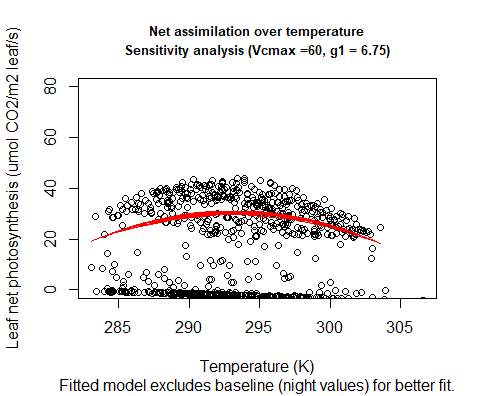 Net assimilation over temperature
Sensitivity analysis (Vcmax =60, g1 = 6.75)
Leaf net photosynthesis (umol CO2/m2 leaf/s)
80
60
40
20
0
285
290
295
300
305
Temperature (K)
Fitted model excludes baseline (night values) for better fit.